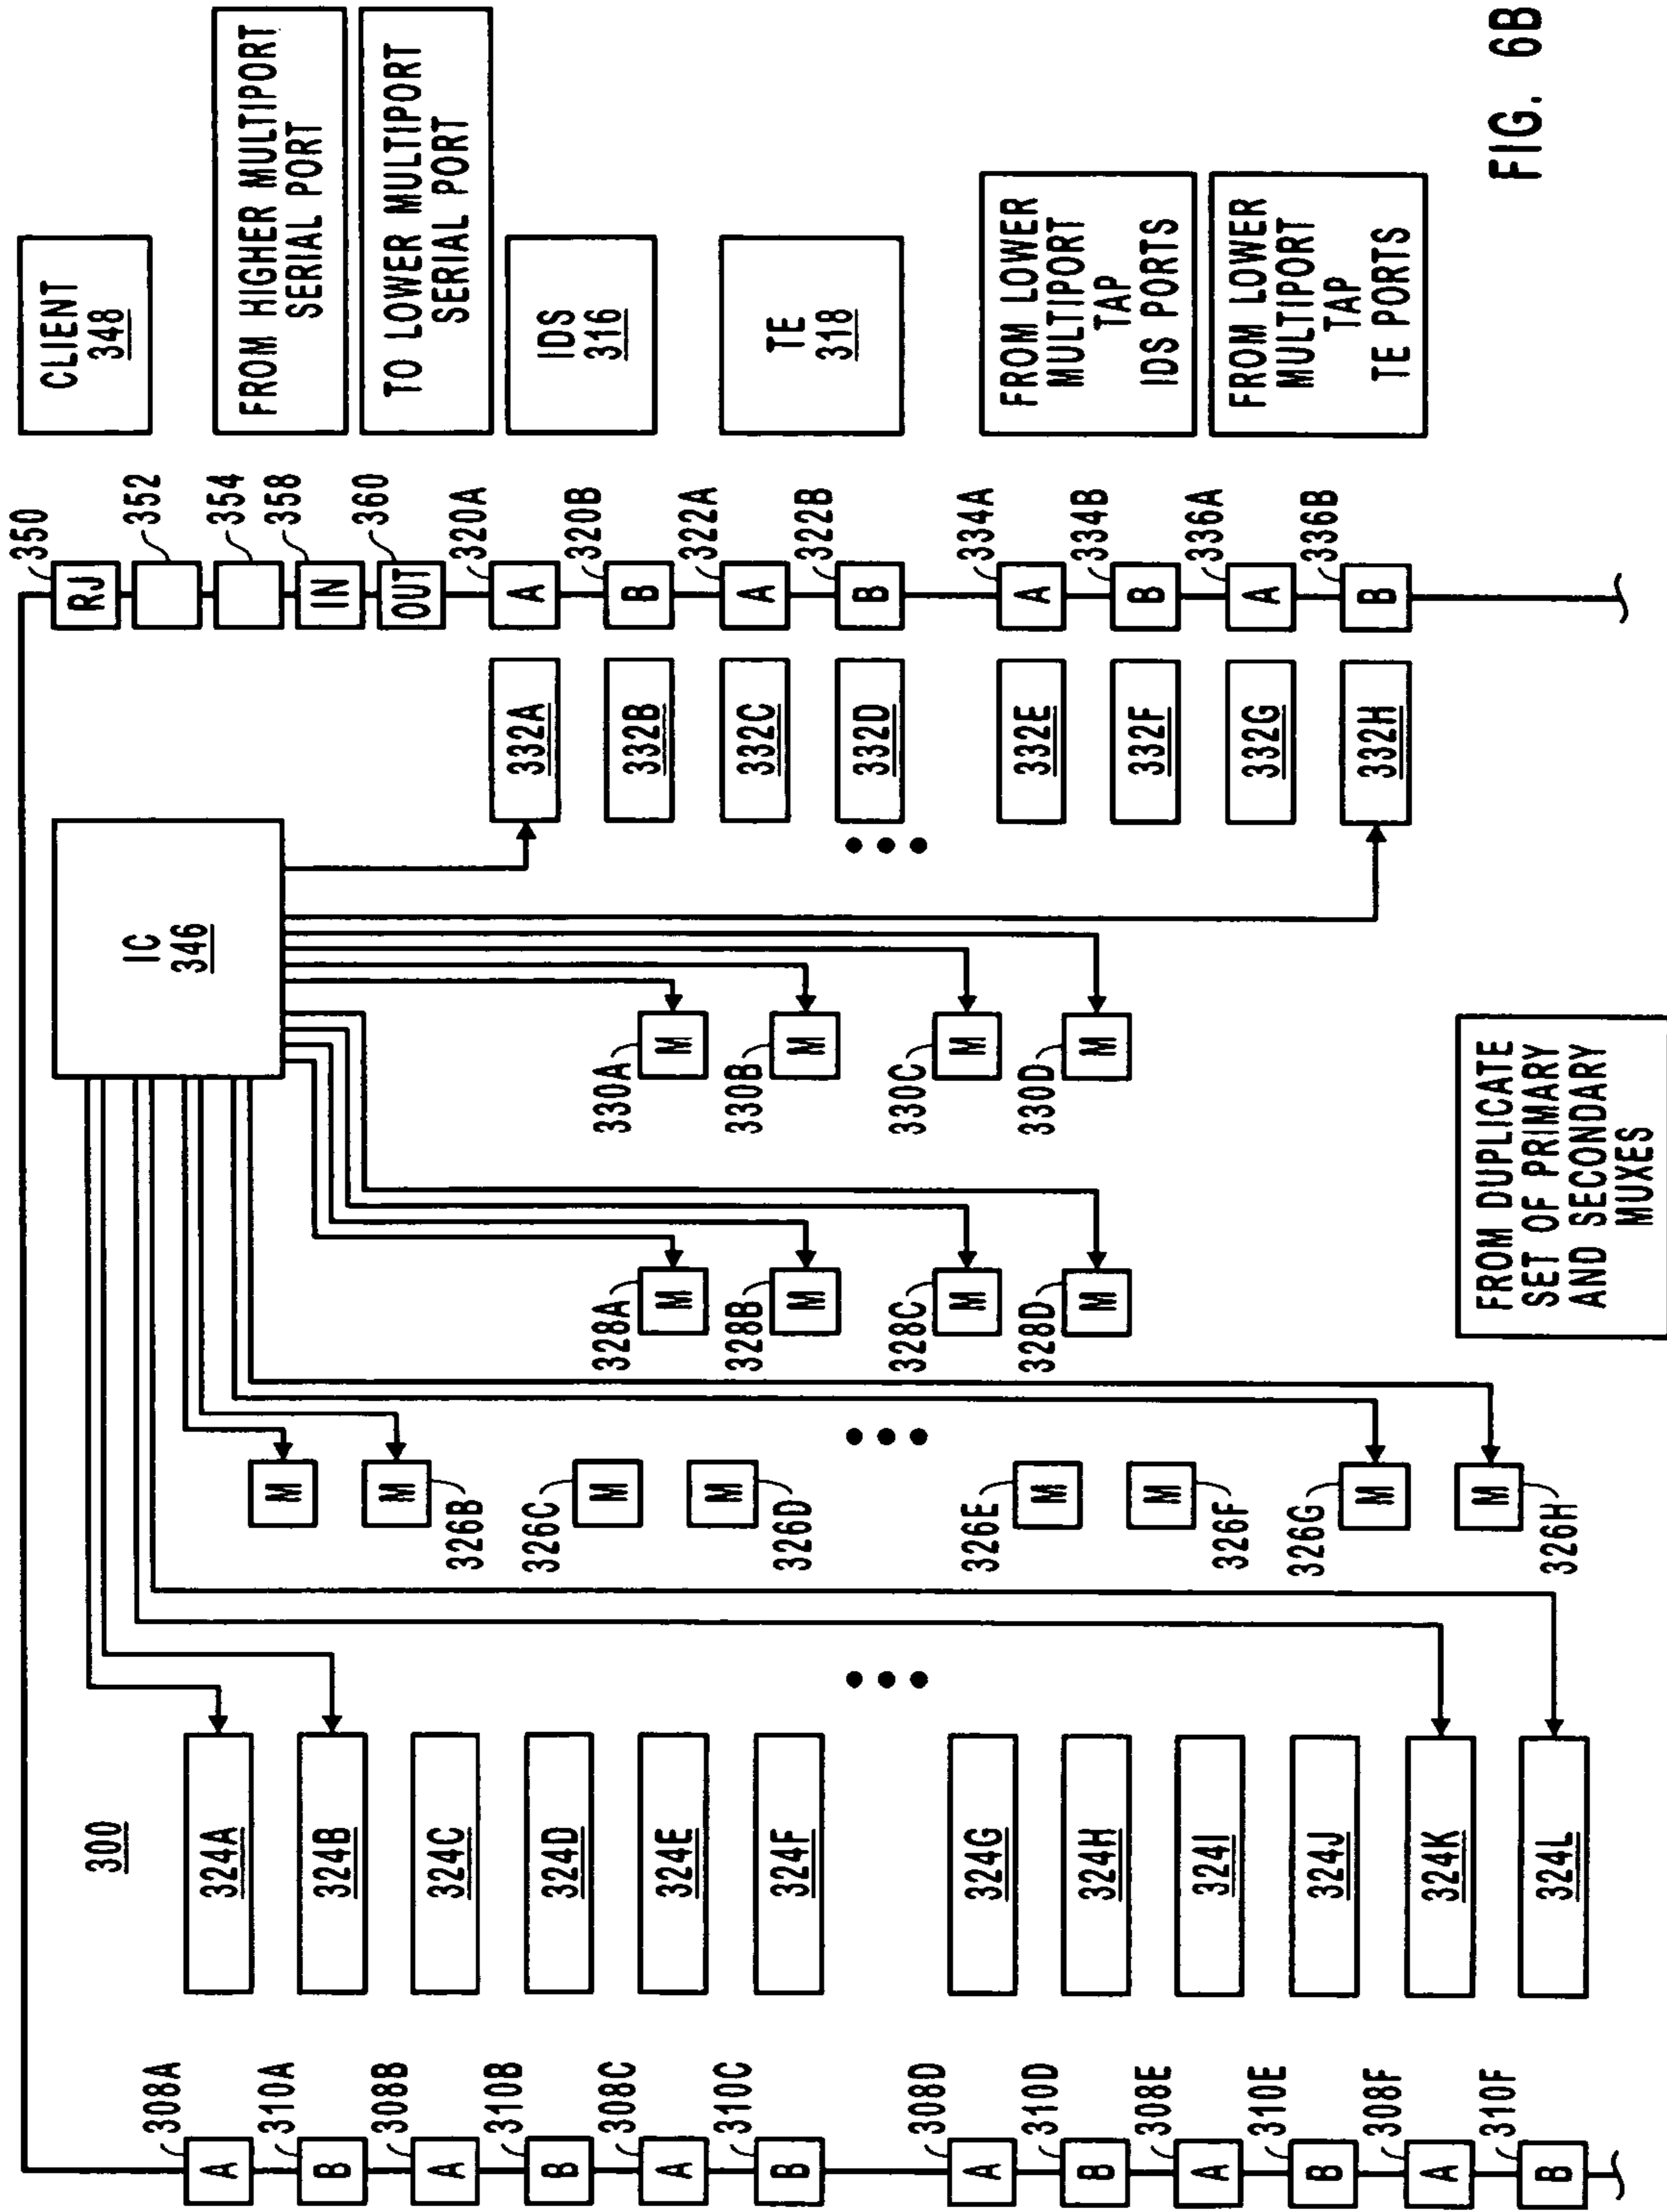 300
308A
A
310A
B
308B
A
310B
B
308C
A
310C
B
308D
A
310D
B
308E
A
310E
B
308F
A
310F
B
324A
324B
324C
324D
324E
324F
324G
324H
324I
324J
324K
324L
M
M
326B
326C
M
M
326D
326E
M
M
326F
326G
M
M
326H
328A
M
328B
M
328C
M
328D
M
IC
346
330A
M
330B
M
330C
M
330D
M
FROM DUPLICATE
SET OF PRIMARY
AND SECONDARY
MUXES
332A
332B
332C
332D
332E
332F
332G
332H
RJ
350
352
354
IN
358
OUT
360
A
320A
B
320B
A
322A
B
322B
A
334A
B
334B
A
336A
B
336B
CLIENT
348
FROM HIGHER MULTIPORT
SERIAL PORT
TO LOWER MULTIPORT
SERIAL PORT
IDS
316
TE
318
FROM LOWER
MULTIPORT
TAP
IDS PORTS
FROM LOWER
MULTIPORT
TAP
TE PORTS
FIG. 6B